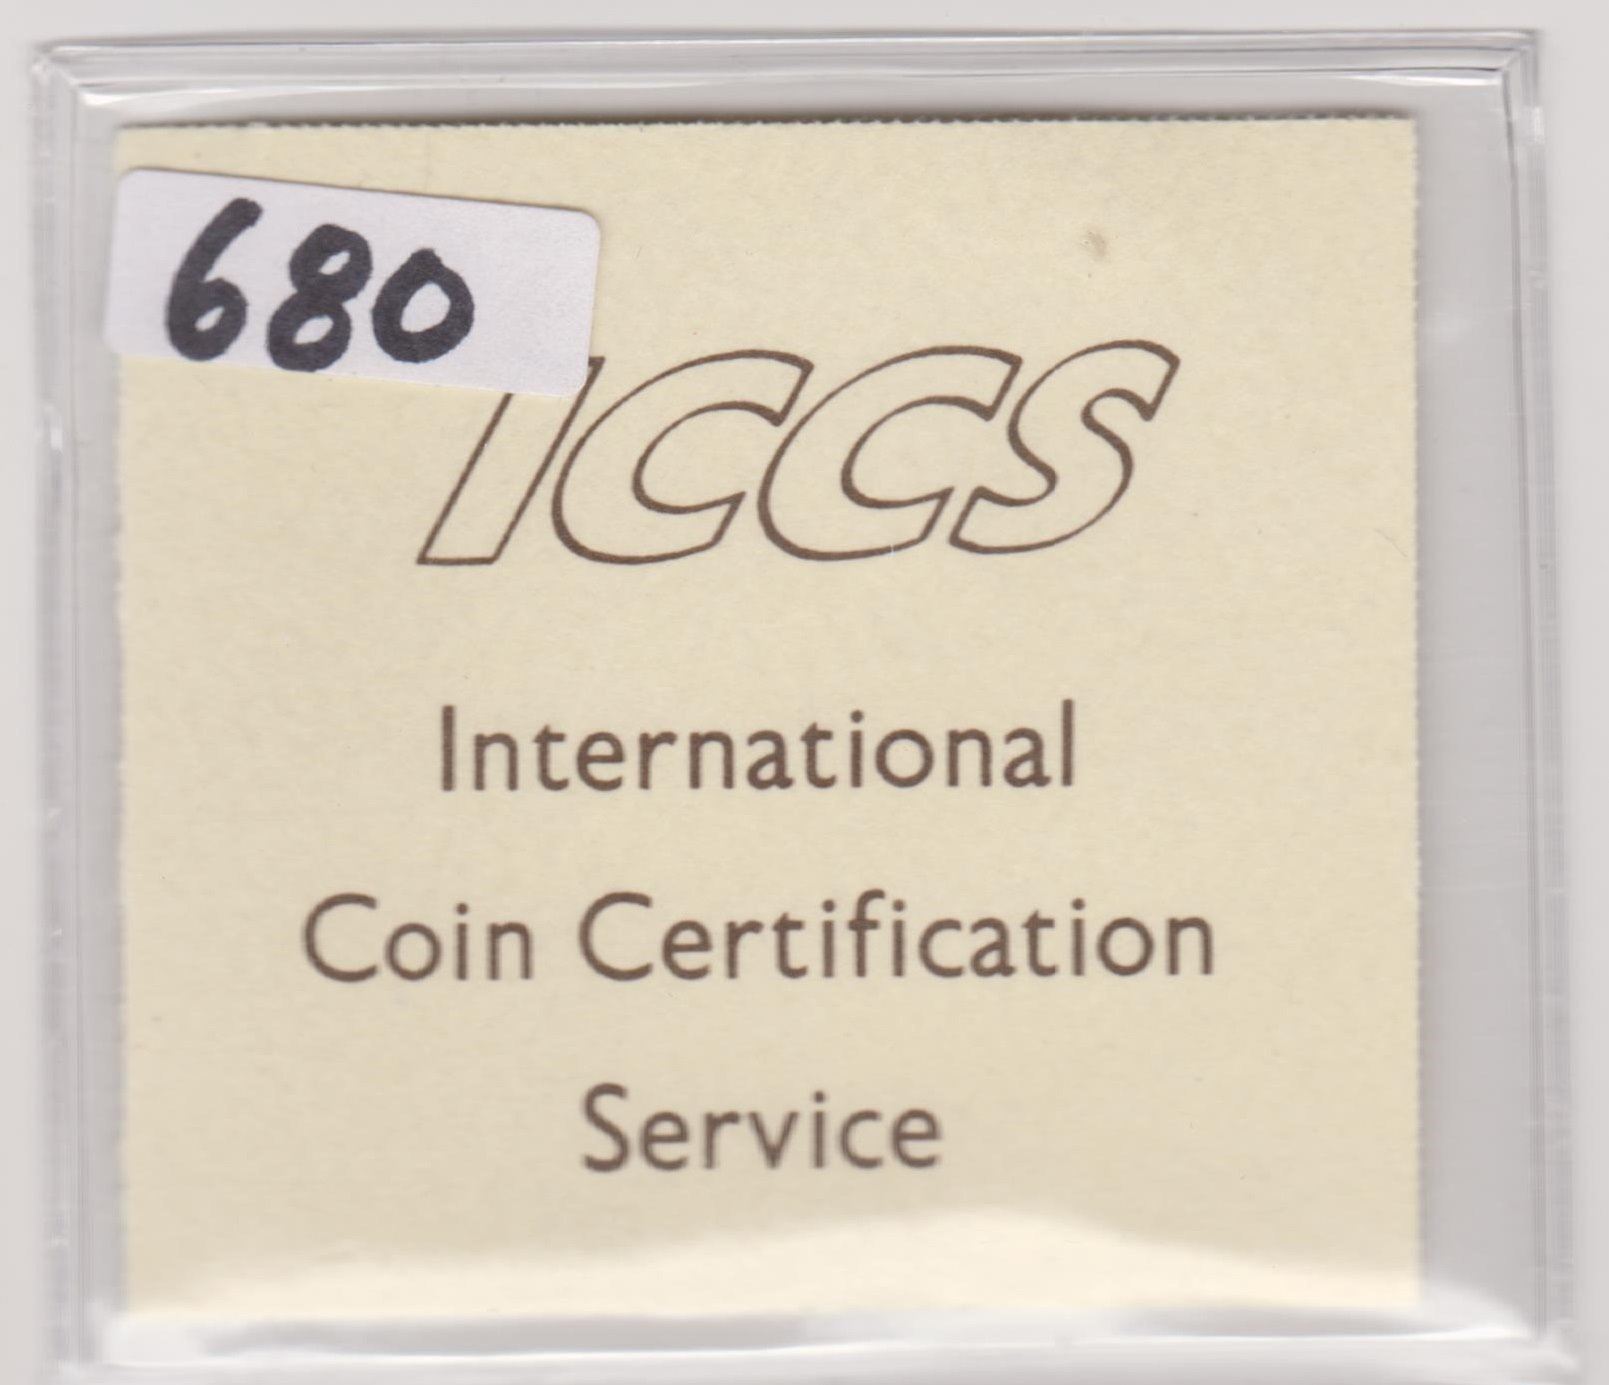 680
ICCS
International
Coin Certification
Service